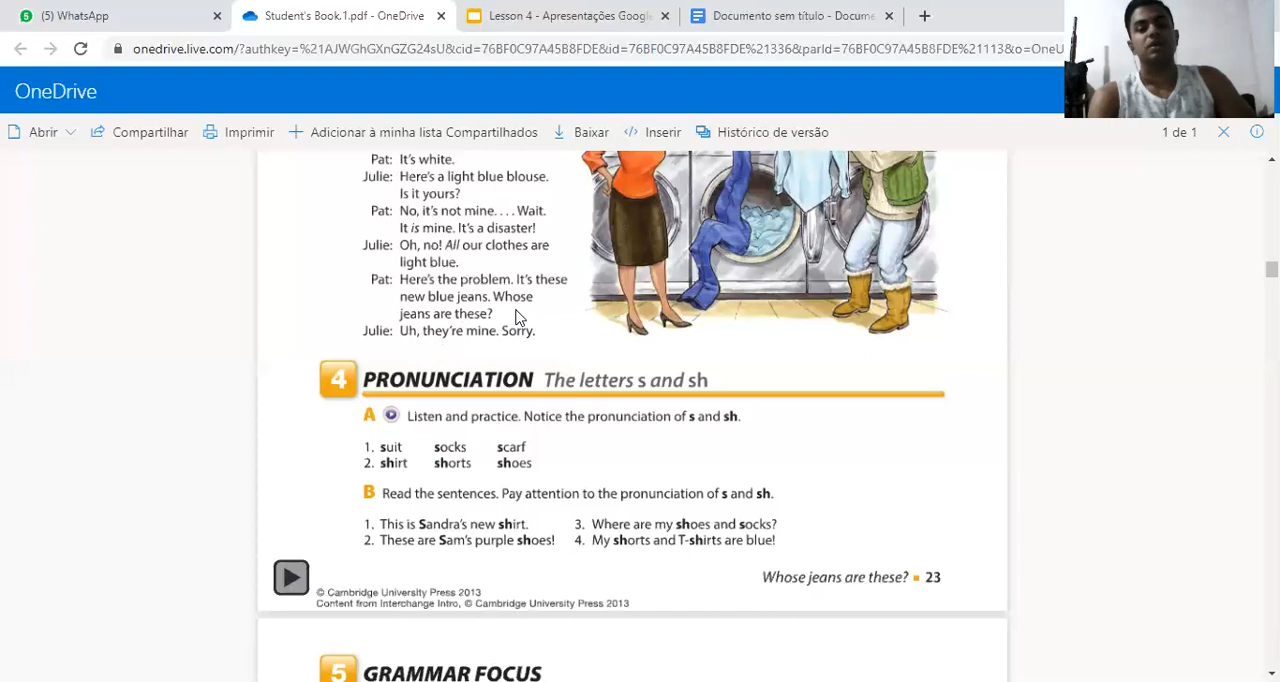 (5) WhatsApp
Student's Book.1.pdf - OneDrive
Lesson 4 - Apresentações Googl
Documento sem título - Docume
onedrive.live.com/?authkey=%21AJWGhGXnGZG24sU&cid=76BF0C97A45B8FDE&id=76BF0C97A45B8FDE%21336&parId=76BF0C97A45B8FDE%21113&o=OneU
OneDrive
Abrir
Compartilhar
Imprimir
Adicionar à minha lista Compartilhados
Baixar
Inserir
Histórico de versão
1 de 1
Pat: It's white.
Julie: Here's a light blue blouse.
Is it yours?
Pat: No, it's not mine. . . . Wait.
It is mine. It's a disaster!
Julie: Oh, no! All our clothes are
light blue.
Pat: Here's the problem. It's these
new blue jeans. Whose
jeans are these?
Julie: Uh, they're mine. Sorry.
4 PRONUNCIATION The letters s and sh
A Listen and practice. Notice the pronunciation of s and sh.
1. suit socks scarf
2. shirt shorts shoes
B Read the sentences. Pay attention to the pronunciation of s and sh.
1. This is Sandra's new shirt.
2. These are Sam's purple shoes!
3. Where are my shoes and socks?
4. My shorts and T-shirts are blue!
Whose jeans are these? 23
© Cambridge University Press 2013
Content from Interchange Intro, © Cambridge University Press 2013
5 GRAMMAR FOCUS